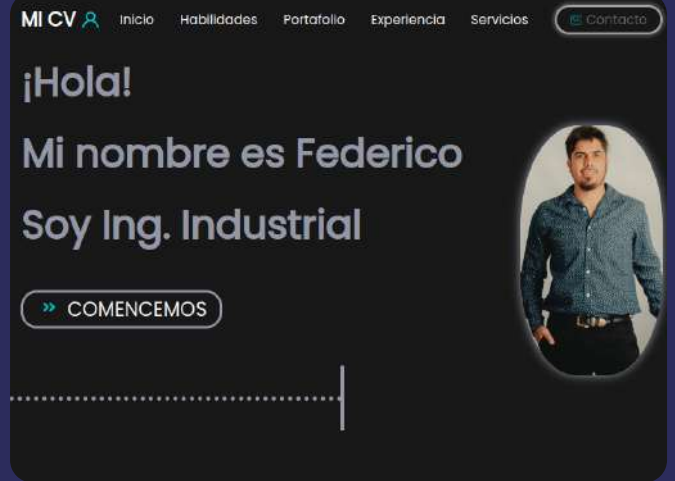 MI CV Inicio Habilidades Portafolio Experiencia Servicios Contacto
¡Hola!
Mi nombre es Federico
Soy Ing. Industrial
» COMENCEMOS